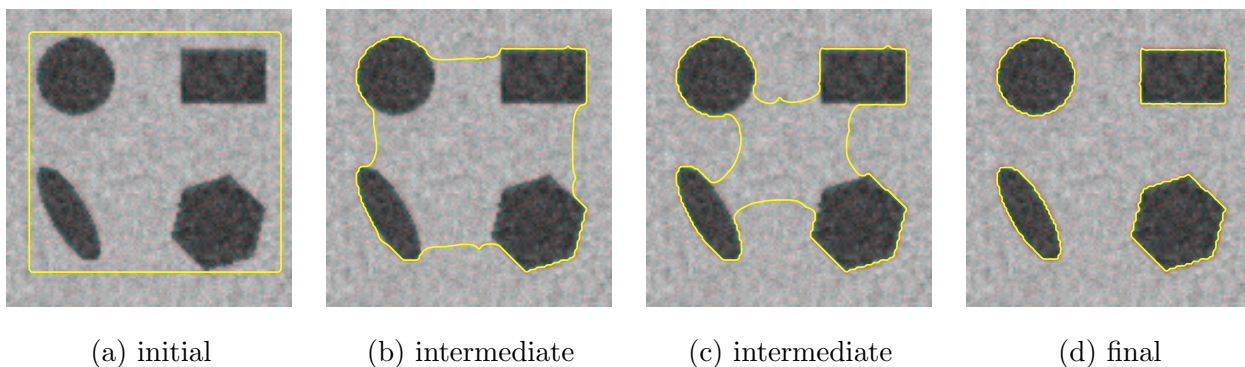 (a) initial
(b) intermediate
(c) intermediate
(d) final